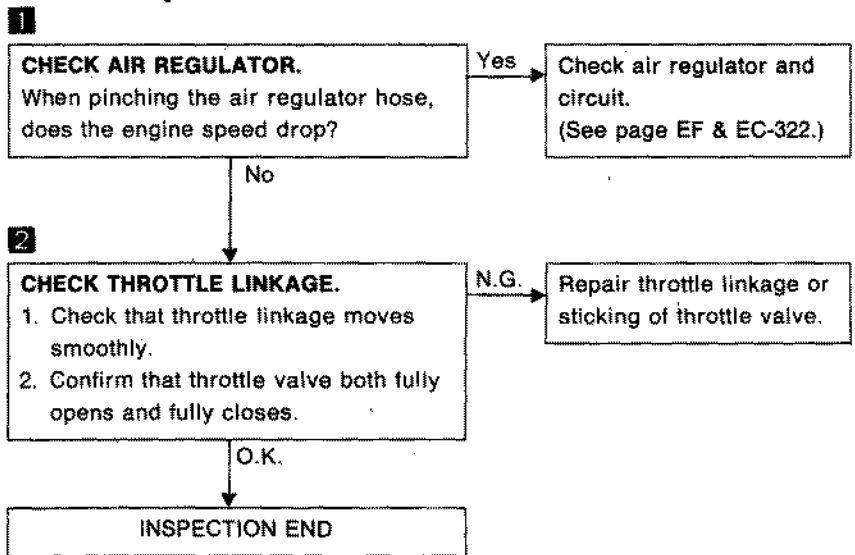 1
CHECK AIR REGULATOR.
When pinching the air regulator hose,
does the engine speed drop?
Yes
Check air regulator and
circuit.
(See page EF & EC-322.)
No
2
CHECK THROTTLE LINKAGE.
1. Check that throttle linkage moves
smoothly.
2. Confirm that throttle valve both fully
opens and fully closes.
N.G.
Repair throttle linkage or
sticking of throttle valve.
O.K.
INSPECTION END